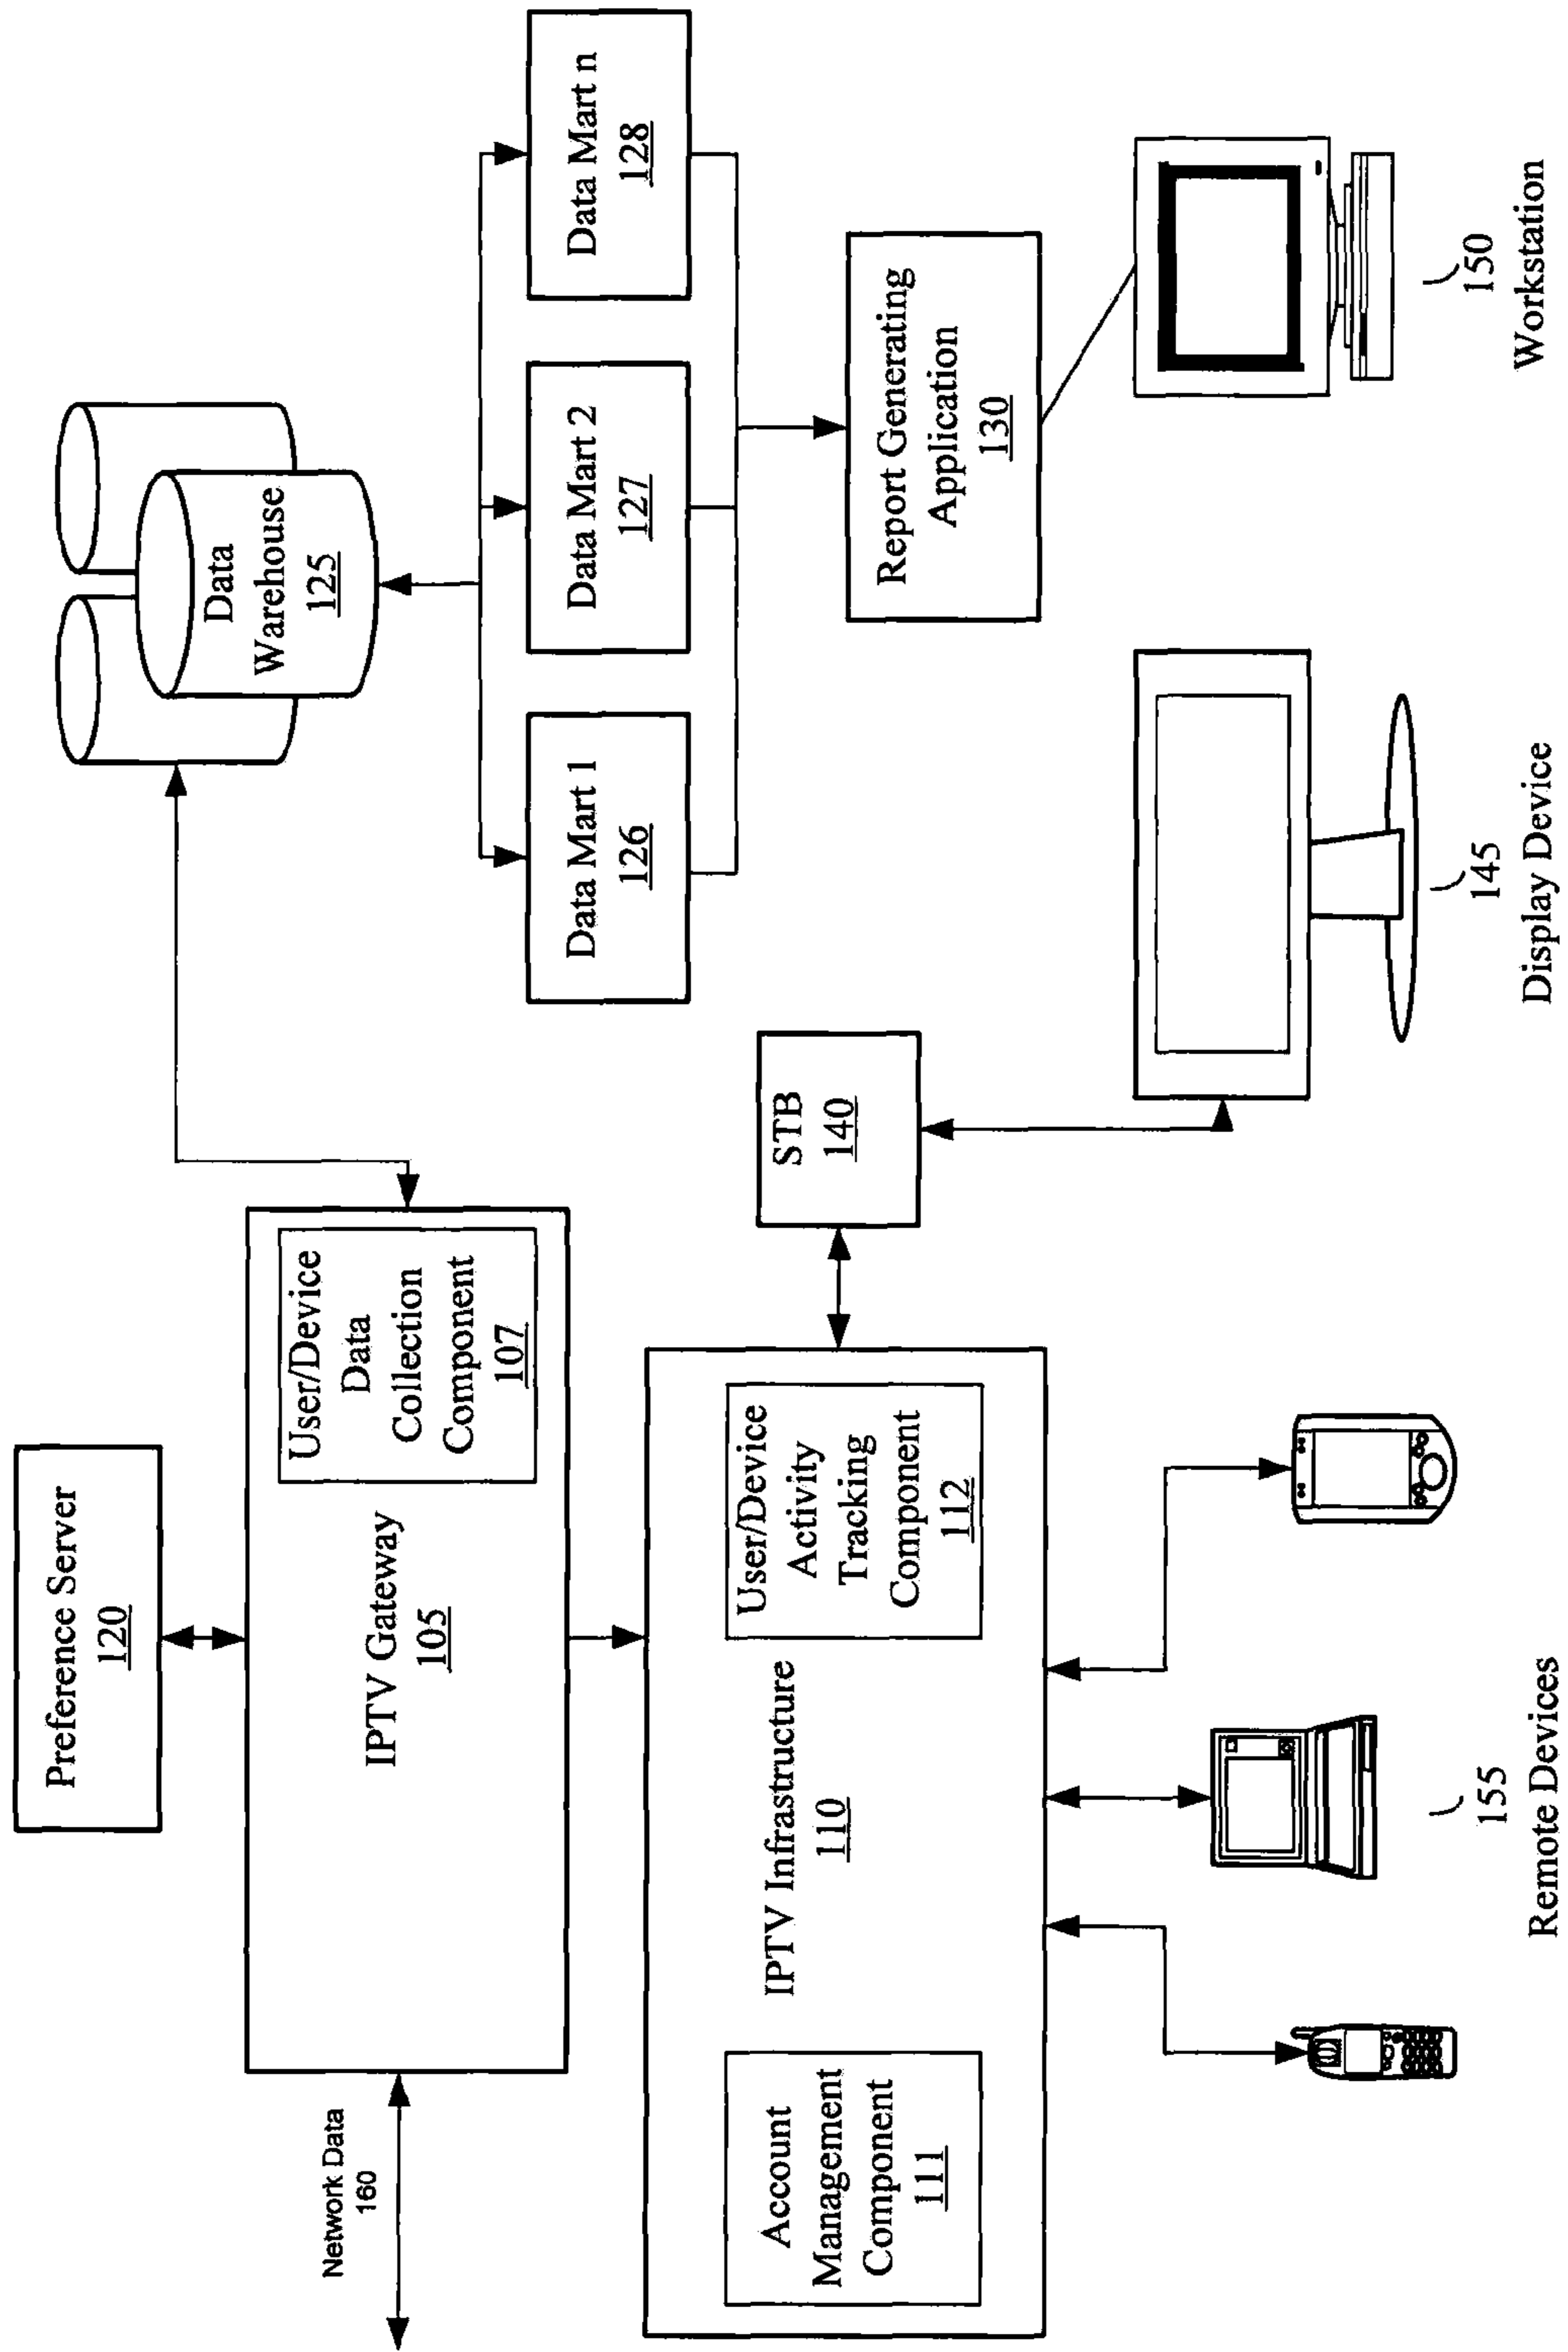 Preference Server
120
Network Data
160
IPTV Gateway
105
User/Device
Data
Collection
Component
107
Data
Warehouse
125
Data Mart 1
126
Data Mart 2
127
Data Mart n
128
Account
Management
Component
111
IPTV Infrastructure
110
User/Device
Activity
Tracking
Component
112
STB
140
Report Generating
Application
130
155
Remote Devices
145
Display Device
150
Workstation